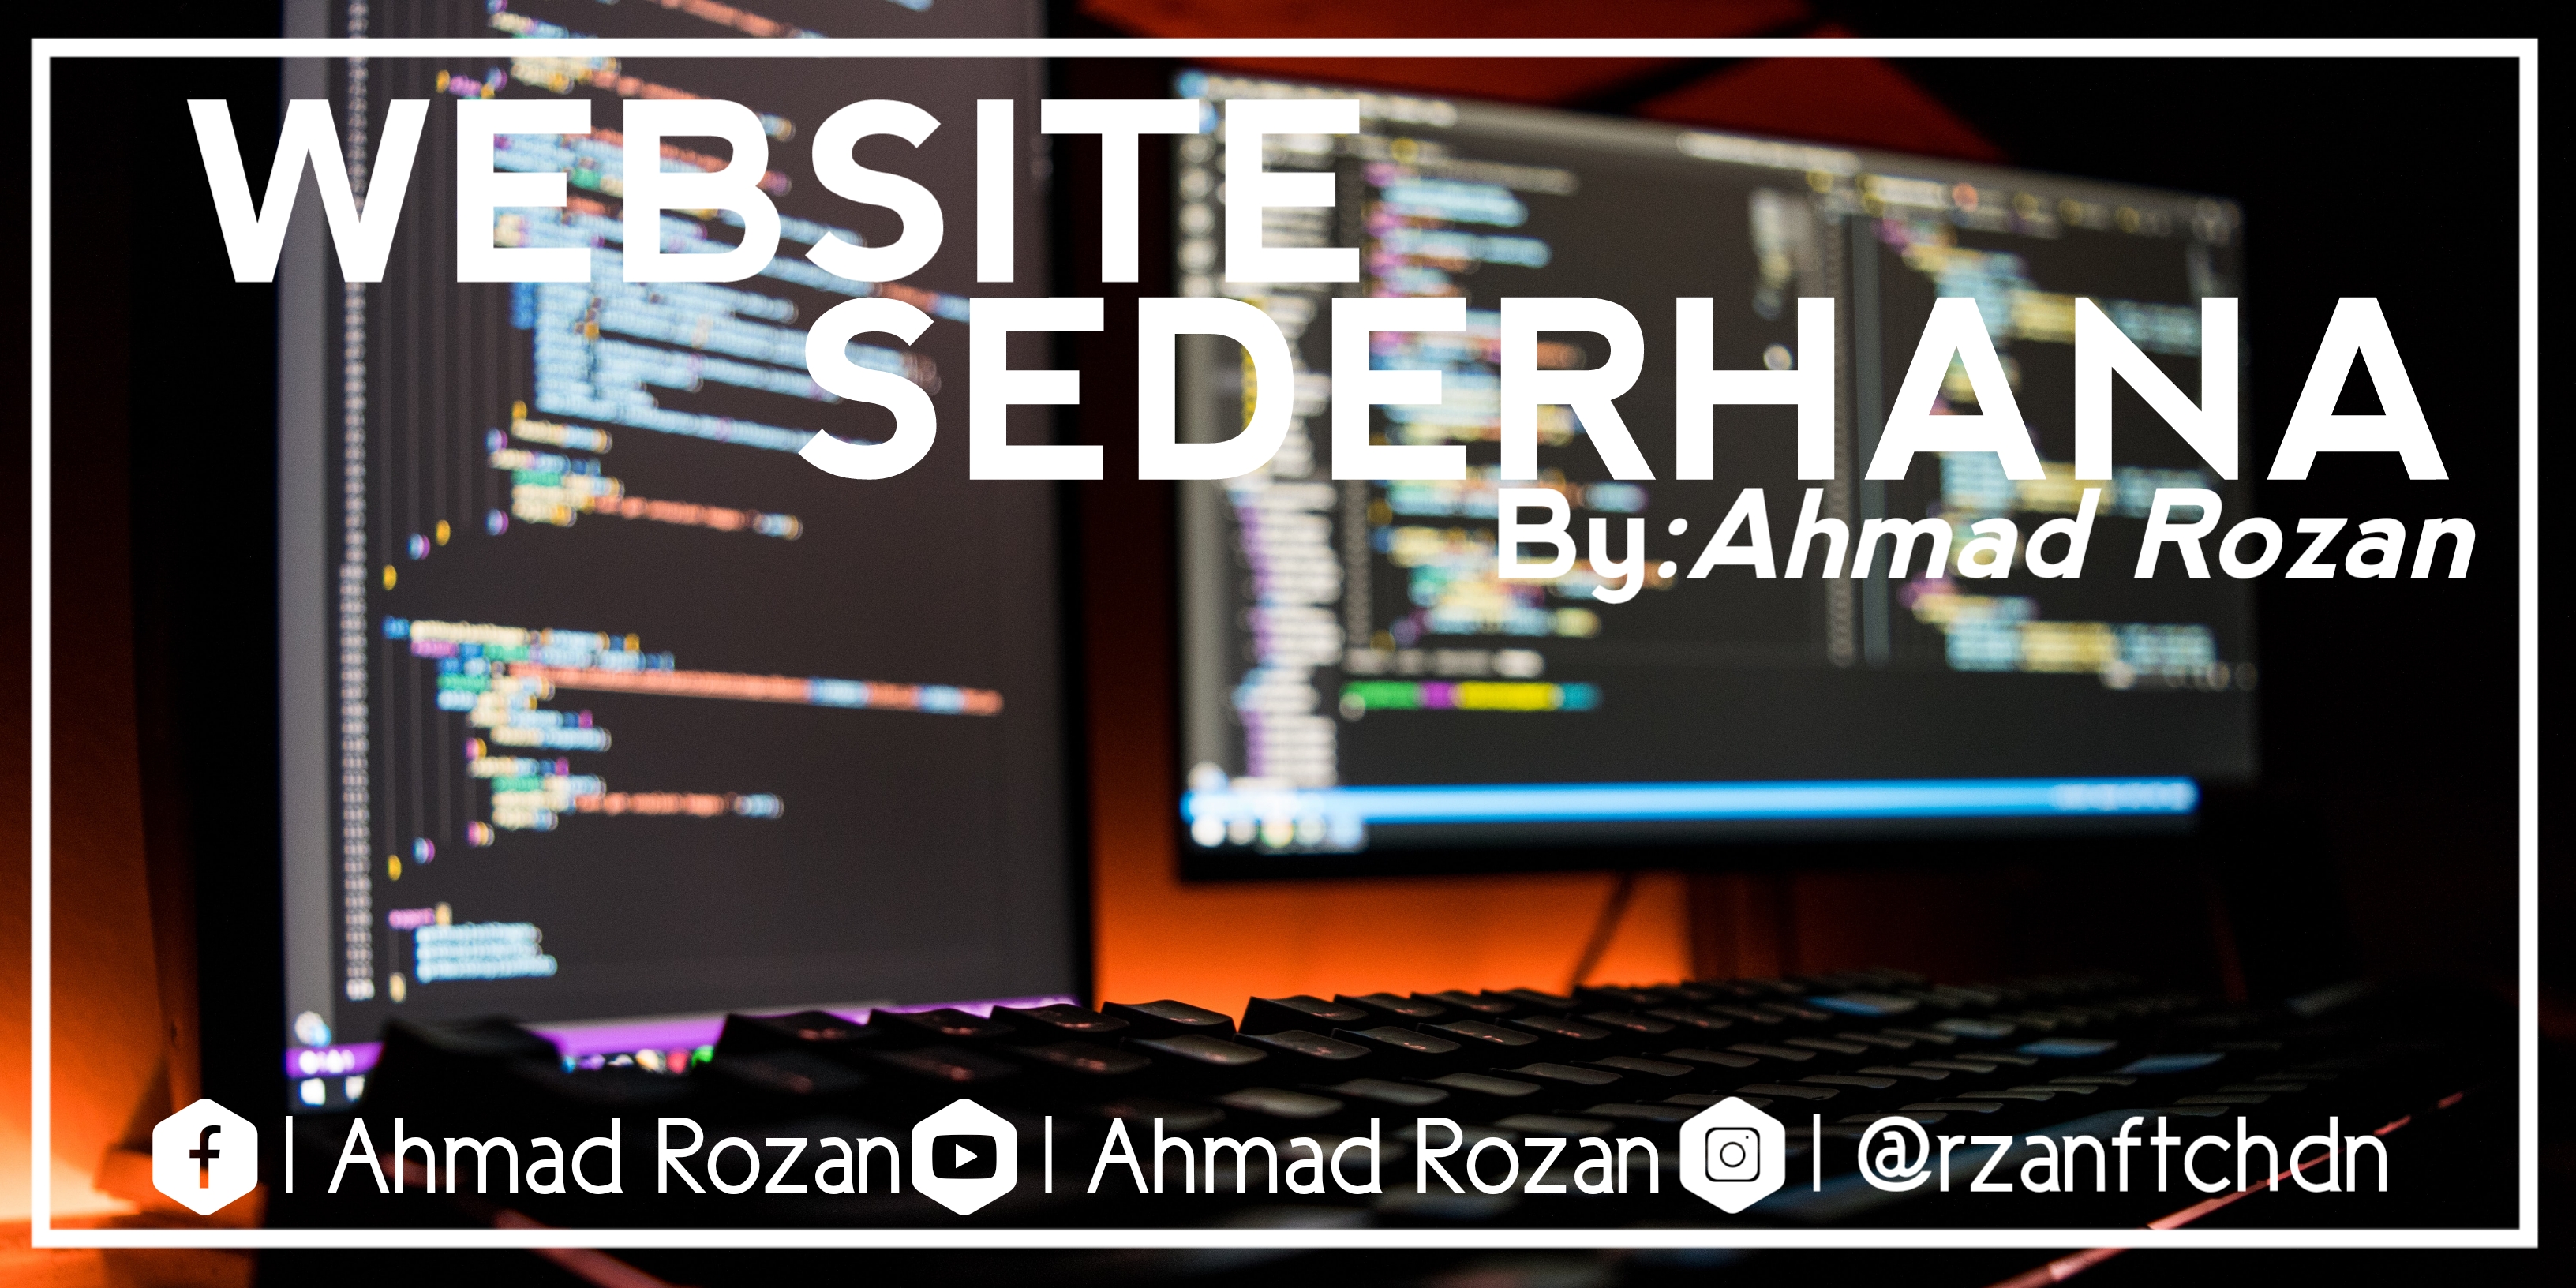 WEBSITE
SEDERHANA
By:Ahmad Rozan
| Ahmad Rozan | Ahmad Rozan | @rzanftchdn